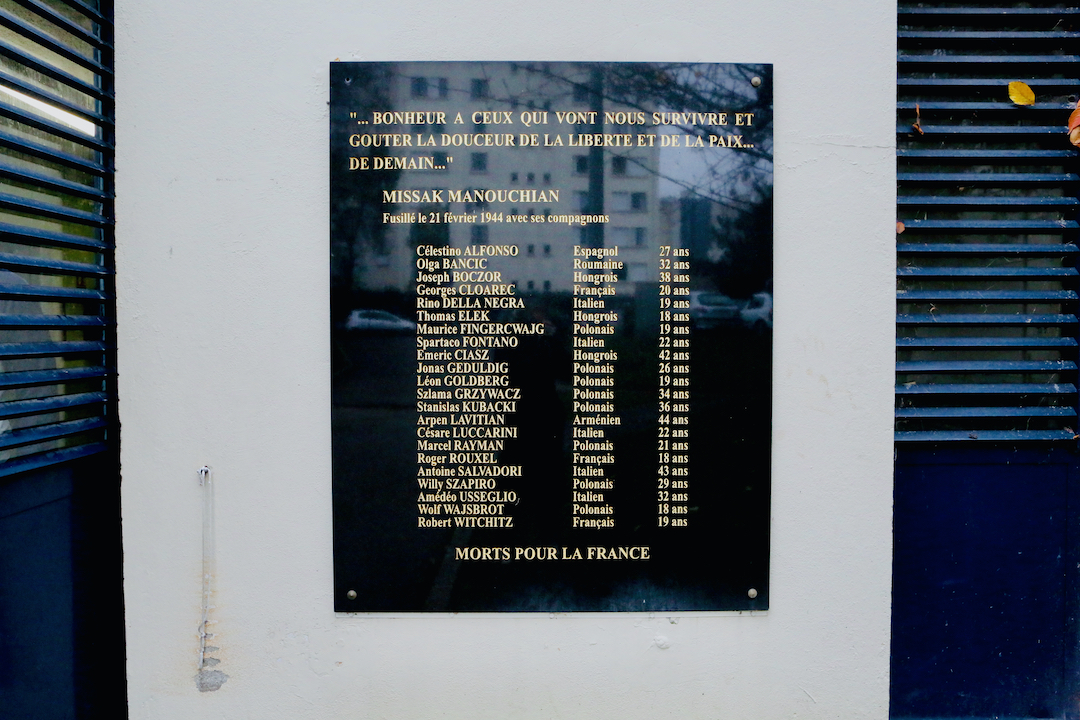 "... BONHEUR A CEUX QUI VONT NOUS SURVIVRE ET
GOUTER LA DOUCEUR DE LA LIBERTE ET DE LA PAIX...
DE DEMAIN..."
MISSAK MANOUCHIAN
Fusillé le 21 février 1944 avec ses compagnons
Célestino ALFONSO Espagnol 27 ans
Olga BANCIC Roumaine 32 ans
Joseph BOCZOR Hongrois 38 ans
Georges CLOAREC Français 20 ans
Rino DELLA NEGRA Italien 19 ans
Thomas ELEK Hongrois 18 ans
Maurice FINGERCWAJG Polonais 19 ans
Spartaco FONTANO Italien 22 ans
Emeric CIASZ Hongrois 42 ans
Jonas GEDULDIG Polonais 26 ans
Léon GOLDBERG Polonais 19 ans
Szlama GRZYWACZ Polonais 34 ans
Stanislas KUBACKI Polonais 36 ans
Arpen LAVITIAN Arménien 44 ans
Césare LUCCARINI Italien 22 ans
Marcel RAYMAN Polonais 21 ans
Roger ROUXEL Français 18 ans
Antoine SALVADORI Italien 43 ans
Willy SZAPIRO Polonais 29 ans
Amédéo USSEGLIO Italien 32 ans
Wolf WAJSBROT Polonais 18 ans
Robert WITCHITZ Français 19 ans
MORTS POUR LA FRANCE